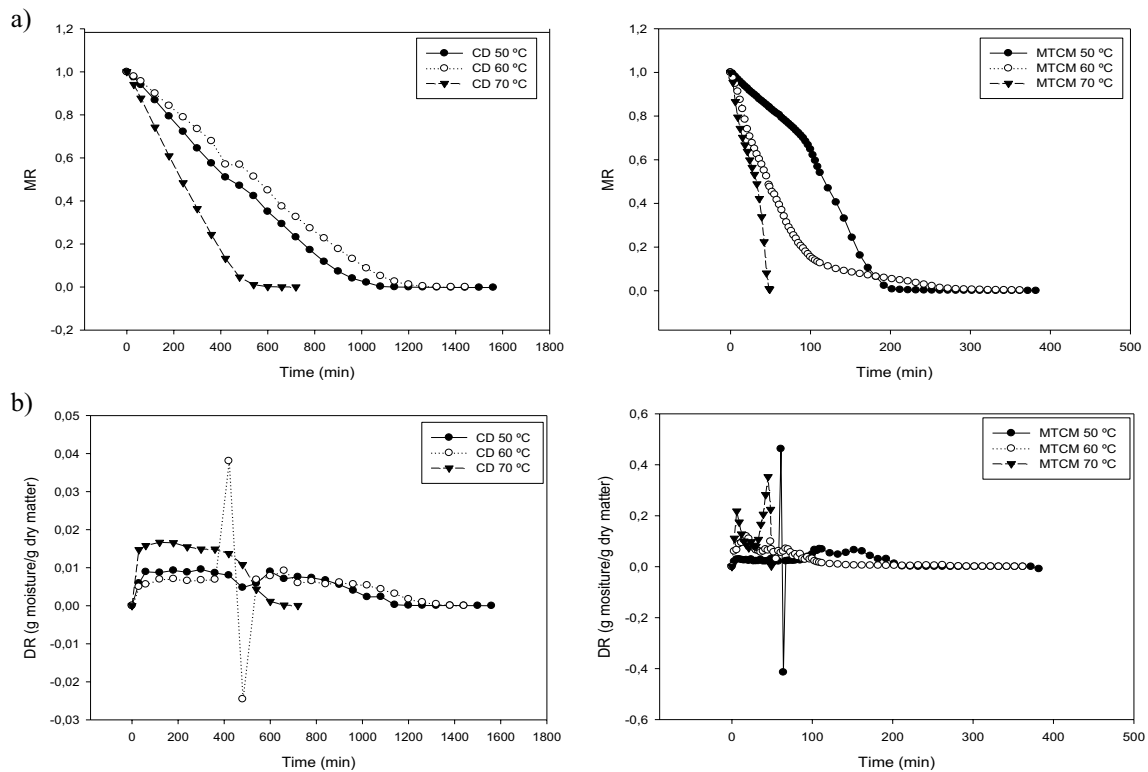 a)
1,2
1,0
0,8
0,6
0,4
0,2
0,0
-0,2
MR
CD 50 ºC
CD 60 ºC
CD 70 ºC
0 200 400 600 800 1000 1200 1400 1600 1800
Time (min)
1,2
1,0
0,8
0,6
0,4
0,2
0,0
-0,2
MR
MTCM 50 ºC
MTCM 60 ºC
MTCM 70 ºC
0 100 200 300 400 500
Time (min)
b)
0,05
0,04
0,03
0,02
0,01
0,00
-0,01
-0,02
-0,03
DR (g moisture/g dry matter)
CD 50 ºC
CD 60 ºC
CD 70 ºC
0 200 400 600 800 1000 1200 1400 1600 1800
Time (min)
0,6
0,4
0,2
0,0
-0,2
-0,4
-0,6
DR (g mositure/g dry matter)
MTCM 50 ºC
MTCM 60 ºC
MTCM 70 ºC
0 100 200 300 400 500
Time (min)